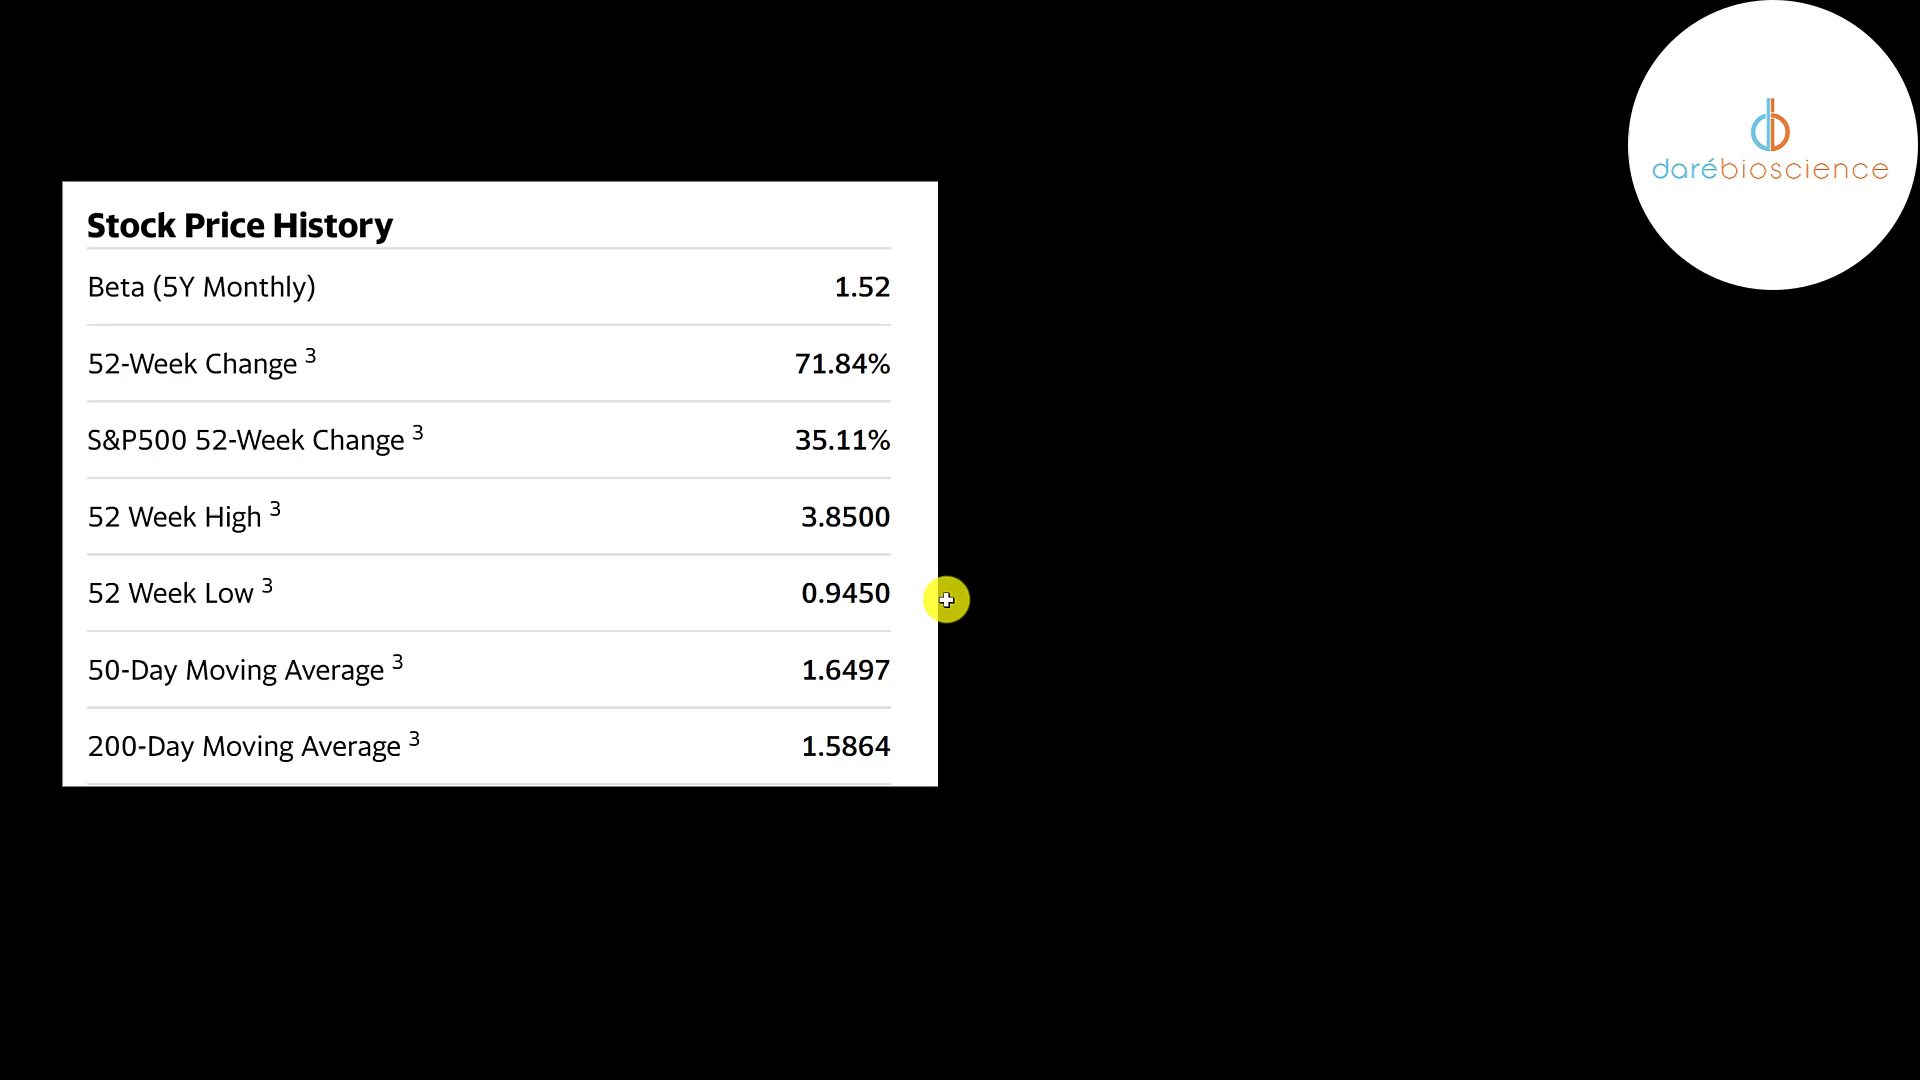 darébioscience
Stock Price History
Beta (5Y Monthly) 1.52
52-Week Change 3 71.84%
S&P500 52-Week Change 3 35.11%
52 Week High 3 3.8500
52 Week Low 3 0.9450
50-Day Moving Average 3 1.6497
200-Day Moving Average 3 1.5864